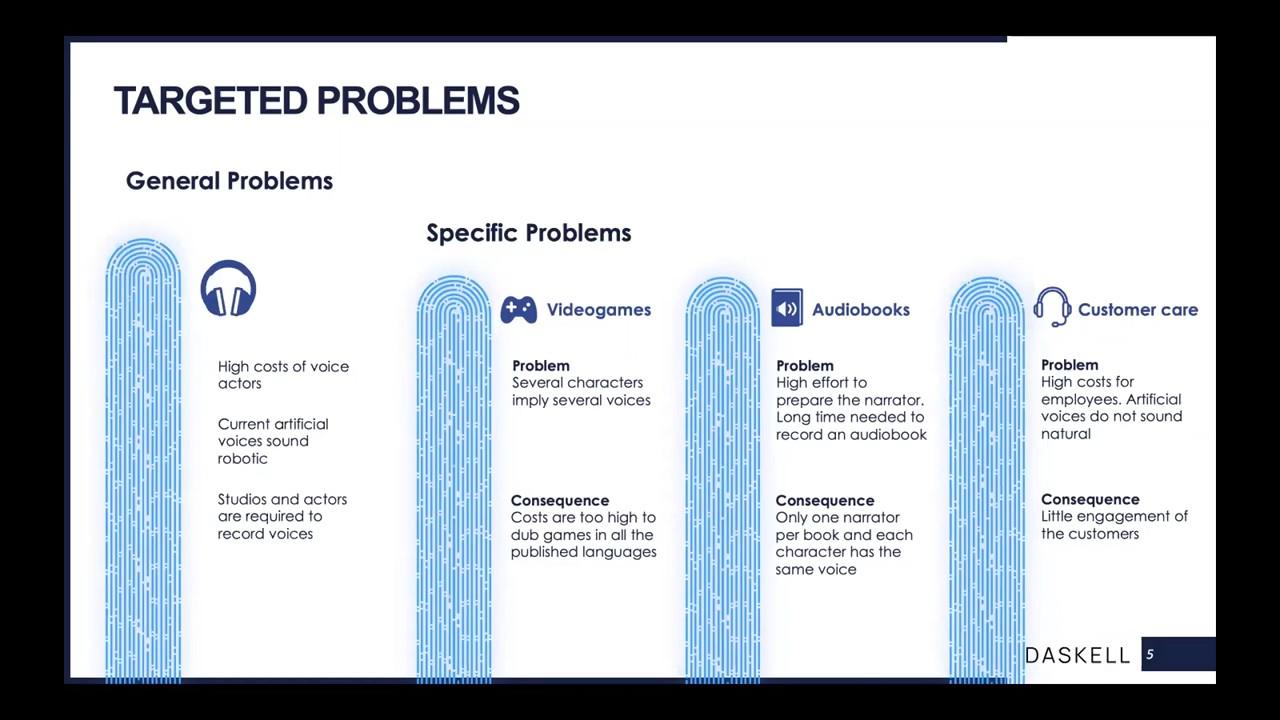 TARGETED PROBLEMS
General Problems
High costs of voice
actors
Current artificial
voices sound
robotic
Studios and actors
are required to
record voices
Specific Problems
Videogames
Problem
Several characters
imply several voices
Consequence
Costs are too high to
dub games in all the
published languages
Audiobooks
Problem
High effort to
prepare the narrator.
Long time needed to
record an audiobook
Consequence
Only one narrator
per book and each
character has the
same voice
Customer care
Problem
High costs for
employees. Artificial
voices do not sound
natural
Consequence
Little engagement of
the customers
DASKELL
5